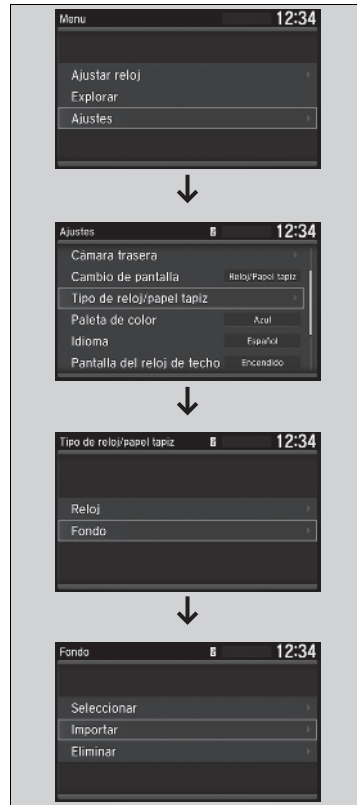 Menu 12:34
Ajustar reloj
Explorar
Ajustes
Ajustes 12:34
Cámara trasera
Cambio de pantalla Reloj/Papel tapiz
Tipo de reloj/papel tapiz
Paleta de color Azul
Idioma Español
Pantalla del reloj de techo Encendido
Tipo de reloj/papel tapiz 12:34
Reloj
Fondo
Fondo 12:34
Seleccionar
Importar
Eliminar